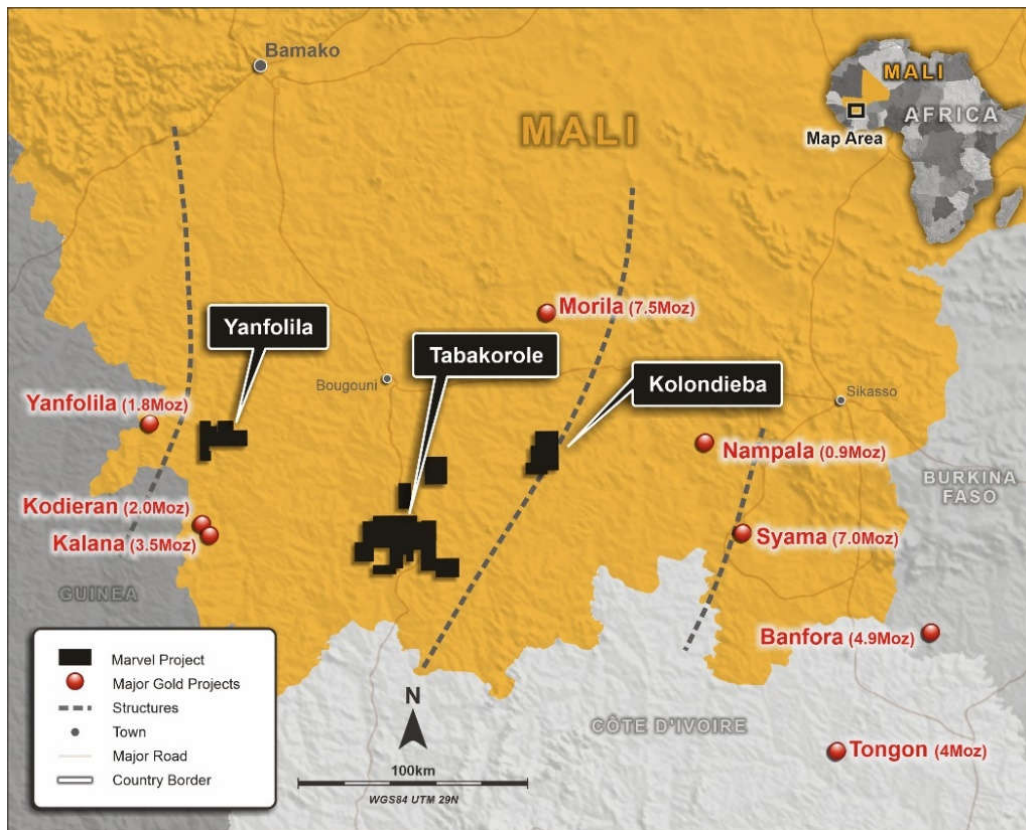 Bamako
MALI
MALI
AFRICA
Map Area
Yanfolila
Morila (7.5Moz)
Tabakorole
Bougouni
Kolondieba
Sikasso
Yanfolila (1.8Moz)
Nampala (0.9Moz)
BURKINA
FASO
Kodieran (2.0Moz)
Kalana (3.5Moz)
Syama (7.0Moz)
GUINEA
Banfora (4.9Moz)
Marvel Project
Major Gold Projects
Structures
Town
Major Road
Country Border
N
CÔTE D'IVOIRE
Tongon (4Moz)
100km
WGS84 UTM 29N